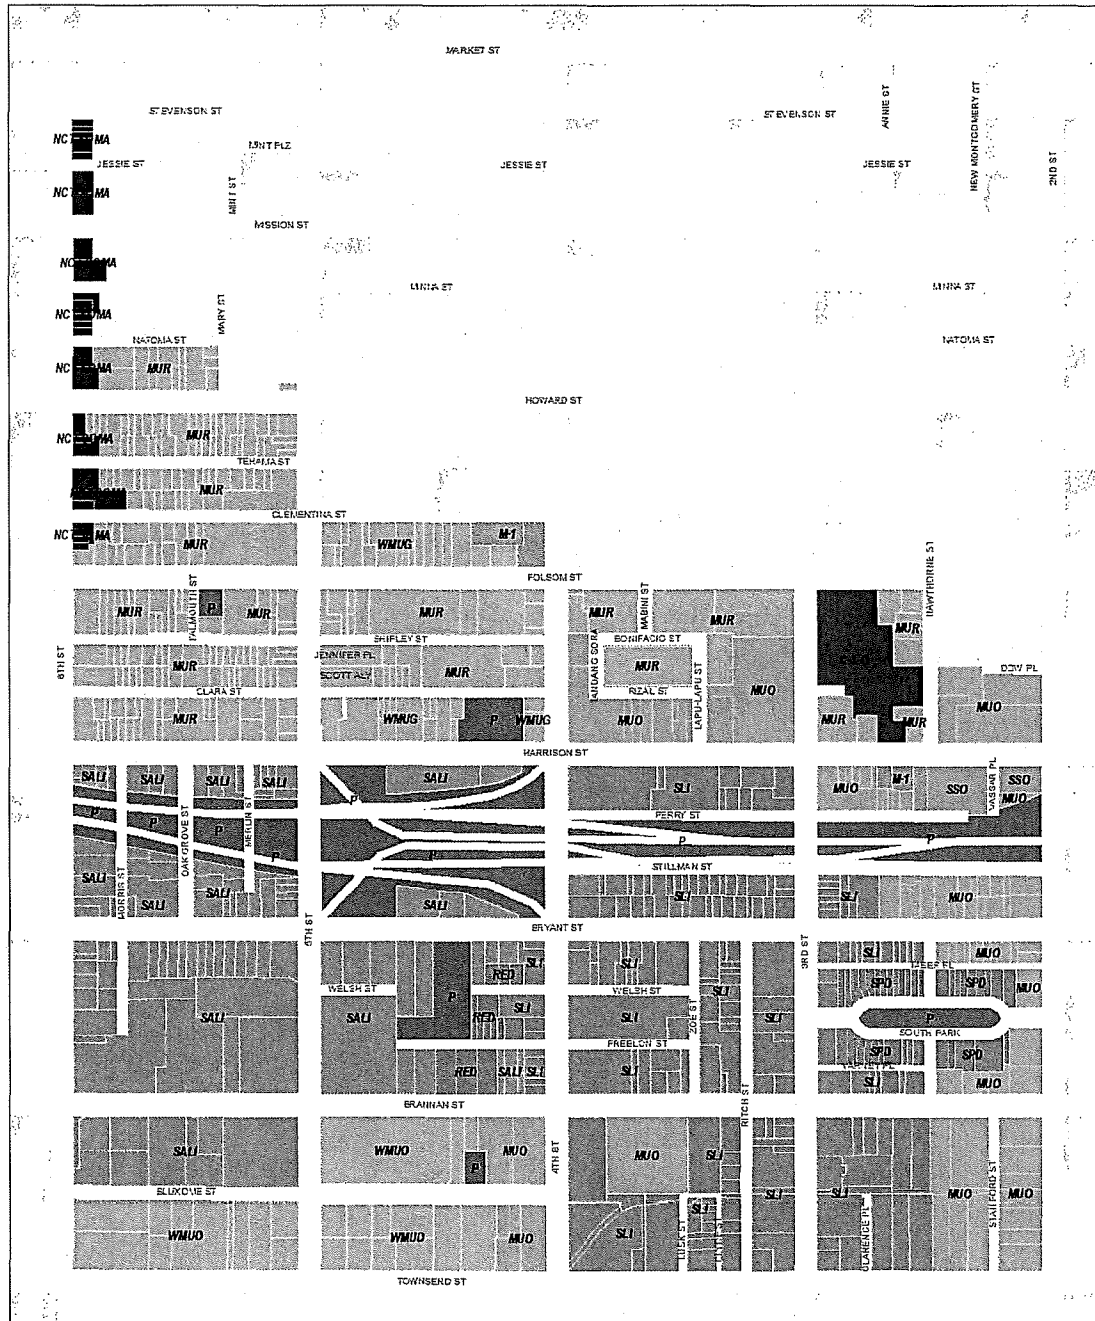 MARKET ST
STEVENSON ST
STEVENSON ST
ANNIE ST
NEW MONTGOMERY ST
MINT PLZ
JESSIE ST
JESSIE ST
JESSIE ST
MINT ST
2ND ST
MISSION ST
MINNA ST
MINNA ST
MARY ST
NATOMA ST
NATOMA ST
MUR
HOWARD ST
MUR
TEHAMA ST
MUR
CLEMENTINA ST
MUR
WMUG
M-1
FOLSOM ST
HAWTHORNE ST
MUR
FALMOUTH ST
P
MUR
MUR
MUR
MABINI ST
MUR
MUR
SHIPLEY ST
BONIFACIO ST
6TH ST
MUR
JENNIFER PL
SCOTT ALY
MUR
MUR
RIZAL ST
LAPU-LAPU ST
MUO
DOW PL
MUO
CLARA ST
MUR
WMUG
P
WMUG
MUO
MUR
MUR
HARRISON ST
SALI
SALI
SALI
SALI
SALI
SLI
MUO
M-1
SSO
VASSAR PL
SSO
MUO
P
P
P
P
PERRY ST
OAK GROVE ST
MERLIN ST
P
P
P
P
STILLMAN ST
SALI
MORRIS ST
SALI
SALI
SALI
SLI
SLI
MUO
5TH ST
BRYANT ST
3RD ST
SALI
WELSH ST
SALI
P
RED
SLI
SLI
RED
SLI
WELSH ST
SLI
ZOE ST
SLI
SLI
SLI
MUO
SPD
SPD
MUO
P
SOUTH PARK
FREELON ST
RED
SALI
SLI
SLI
SPD
SPD
SLI
MUO
BRANNAN ST
RITCH ST
SALI
WMUO
P
MUO
4TH ST
MUO
SLI
SLI
SLI
MUO
STANFORD ST
MUO
BLUXOME ST
WMUO
WMUO
MUO
SLI
LUSK ST
SLI
CLARENCE PL
TOWNSEND ST